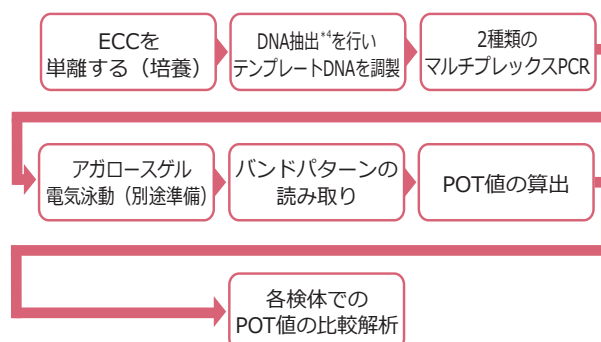 ECCを
単離する（培養）
DNA抽出*4を行い
テンプレートDNAを調製
2種類の
マルチプレックスPCR
アガロースゲル
電気泳動（別途準備）
バンドパターンの
読み取り
POT値の算出
各検体での
POT値の比較解析